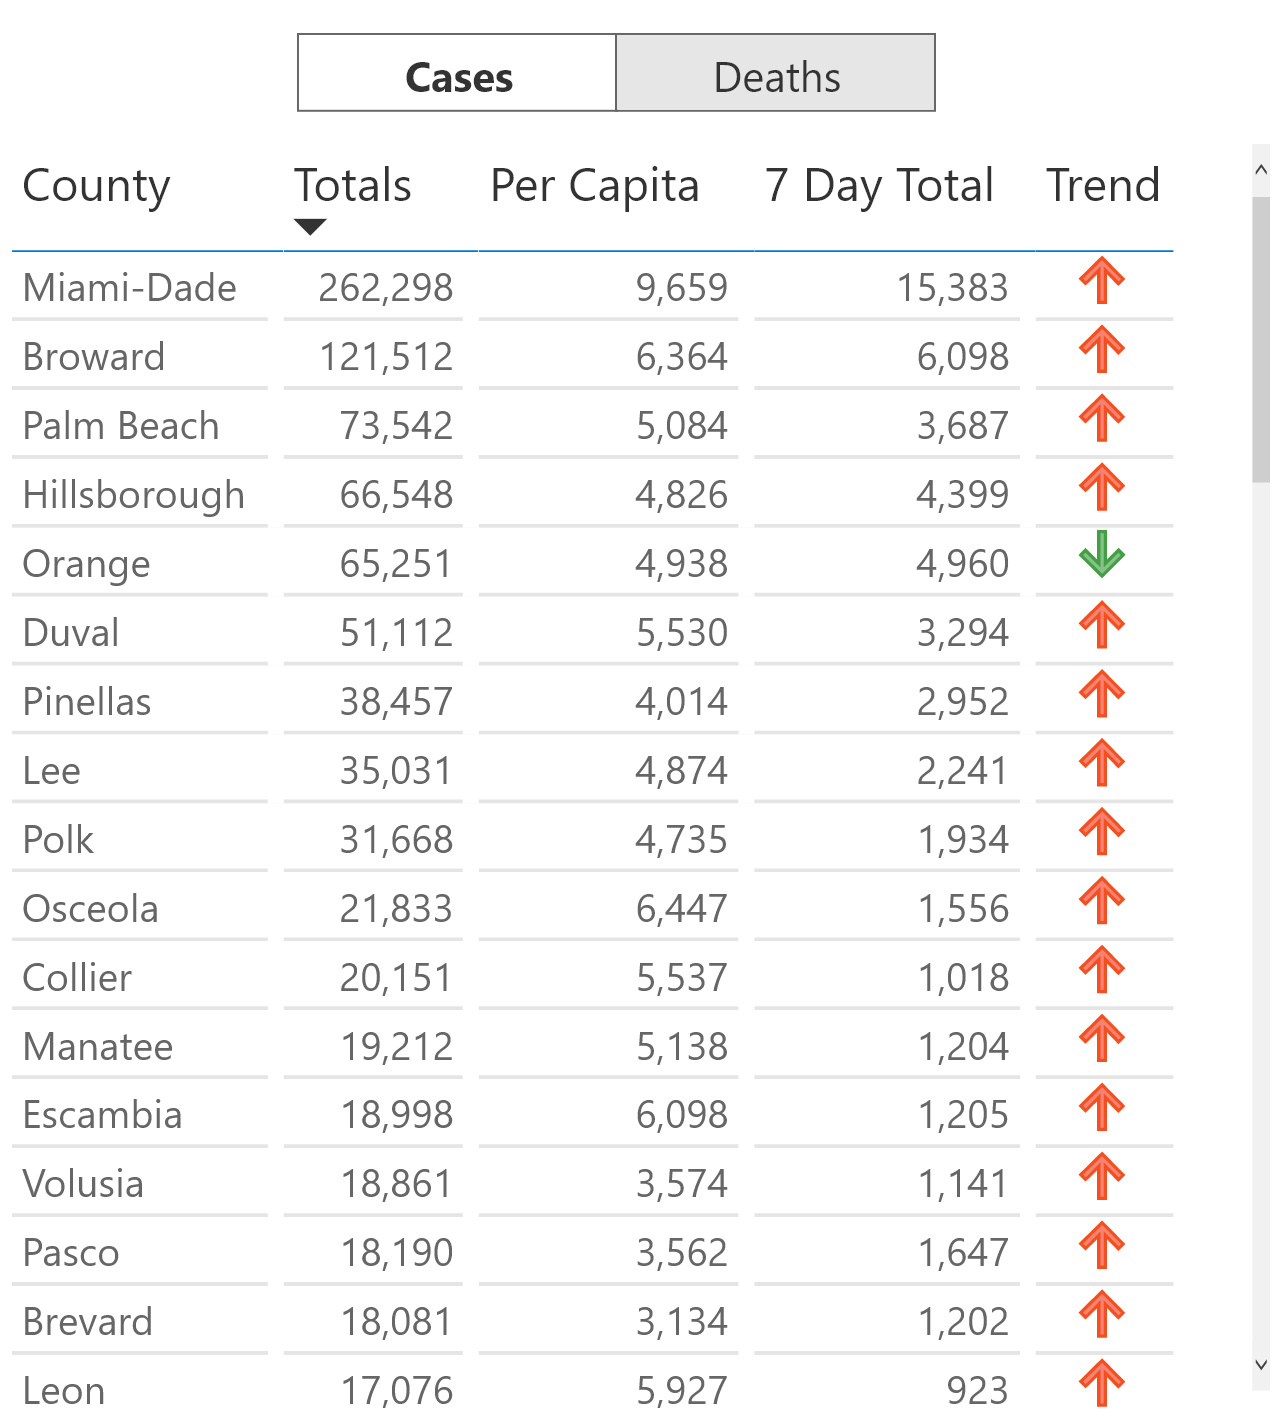 Cases Deaths
County Totals Per Capita 7 Day Total Trend
Miami-Dade 262,298 9,659 15,383
Broward 121,512 6,364 6,098
Palm Beach 73,542 5,084 3,687
Hillsborough 66,548 4,826 4,399
Orange 65,251 4,938 4,960
Duval 51,112 5,530 3,294
Pinellas 38,457 4,014 2,952
Lee 35,031 4,874 2,241
Polk 31,668 4,735 1,934
Osceola 21,833 6,447 1,556
Collier 20,151 5,537 1,018
Manatee 19,212 5,138 1,204
Escambia 18,998 6,098 1,205
Volusia 18,861 3,574 1,141
Pasco 18,190 3,562 1,647
Brevard 18,081 3,134 1,202
Leon 17,076 5,927 923